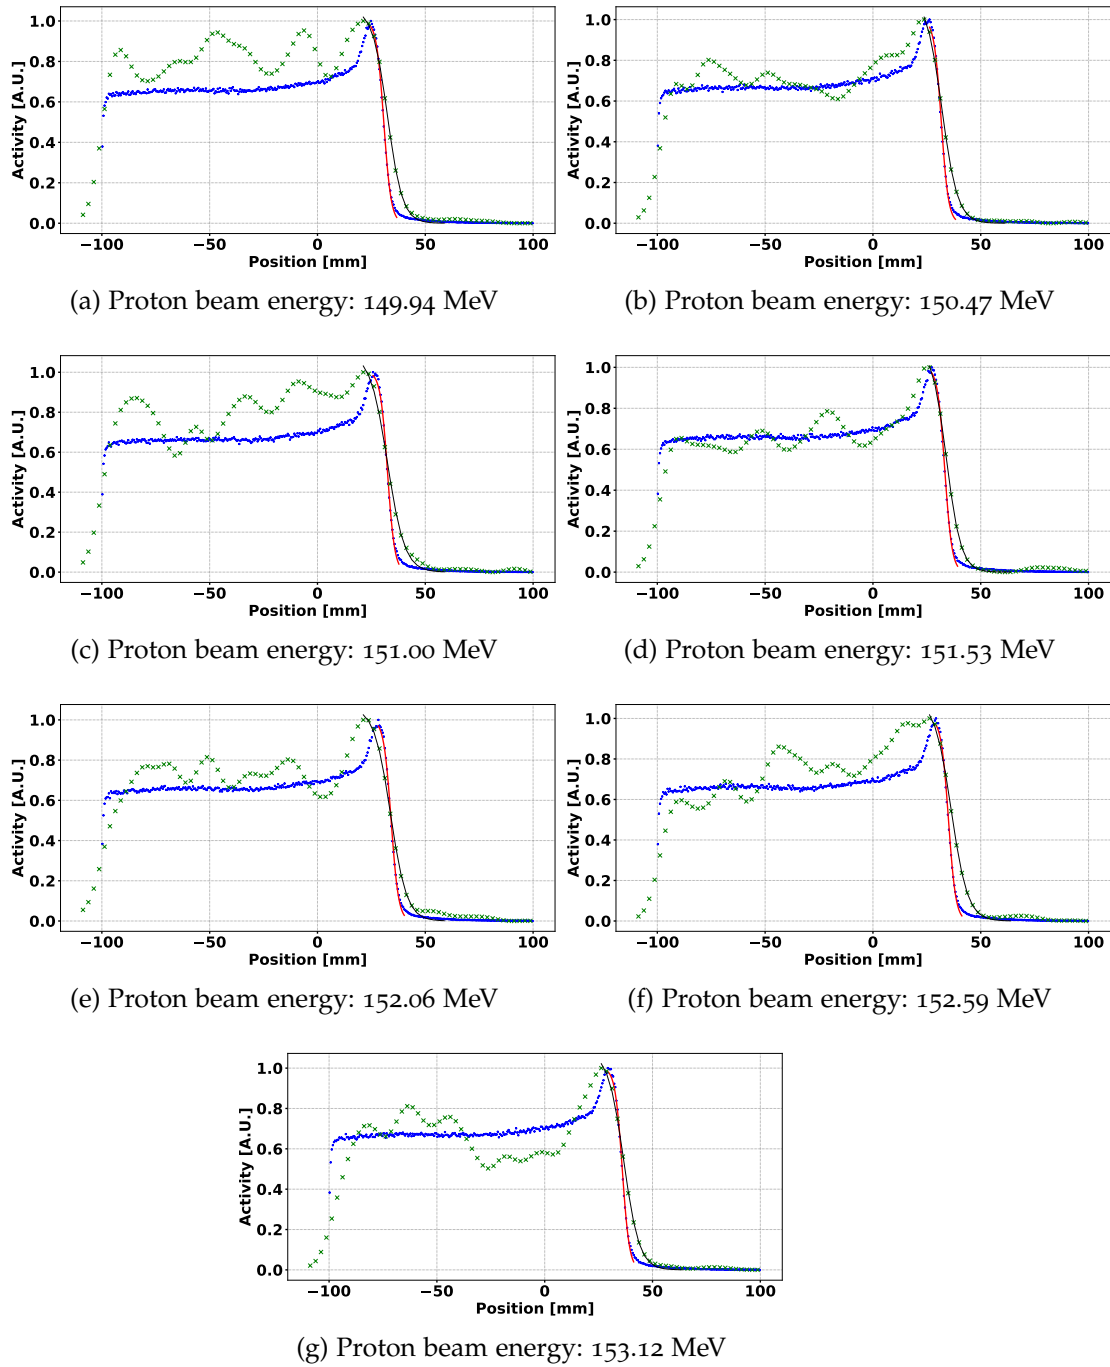 1.0
0.8
0.6
0.4
0.2
0.0
Activity [A.U.]
−100 −50 0 50 100
Position [mm]
(a) Proton beam energy: 149.94 MeV
1.0
0.8
0.6
0.4
0.2
0.0
Activity [A.U.]
−100 −50 0 50 100
Position [mm]
(b) Proton beam energy: 150.47 MeV
1.0
0.8
0.6
0.4
0.2
0.0
Activity [A.U.]
−100 −50 0 50 100
Position [mm]
(c) Proton beam energy: 151.00 MeV
1.0
0.8
0.6
0.4
0.2
0.0
Activity [A.U.]
−100 −50 0 50 100
Position [mm]
(d) Proton beam energy: 151.53 MeV
1.0
0.8
0.6
0.4
0.2
0.0
Activity [A.U.]
−100 −50 0 50 100
Position [mm]
(e) Proton beam energy: 152.06 MeV
1.0
0.8
0.6
0.4
0.2
0.0
Activity [A.U.]
−100 −50 0 50 100
Position [mm]
(f) Proton beam energy: 152.59 MeV
1.0
0.8
0.6
0.4
0.2
0.0
Activity [A.U.]
−100 −50 0 50 100
Position [mm]
(g) Proton beam energy: 153.12 MeV